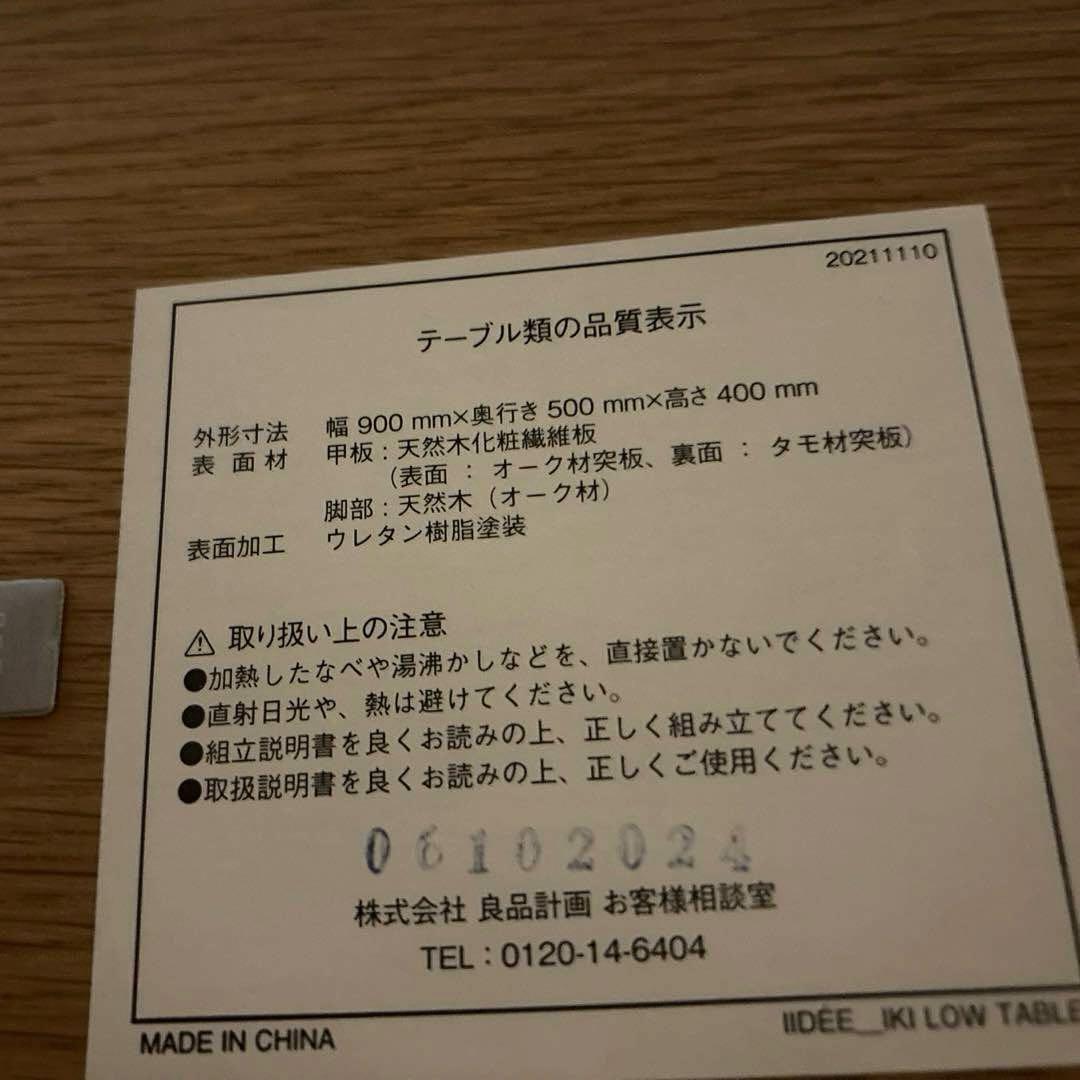 20211110
テーブル類の品質表示
外形寸法 幅 900 mm×奥行き 500 mm×高さ 400 mm
表面材 甲板：天然木化粧繊維板
（表面 ： オーク材突板、裏面 ： タモ材突板）
脚部：天然木（オーク材）
表面加工 ウレタン樹脂塗装
⚠ 取り扱い上の注意
●加熱したなべや湯沸かしなどを、直接置かないでください。
●直射日光や、熱は避けてください。
●組立説明書を良くお読みの上、正しく組み立ててください。
●取扱説明書を良くお読みの上、正しくご使用ください。
06102024
株式会社 良品計画 お客様相談室
TEL：0120-14-6404
MADE IN CHINA
IIDÉE_IKI LOW TABLE